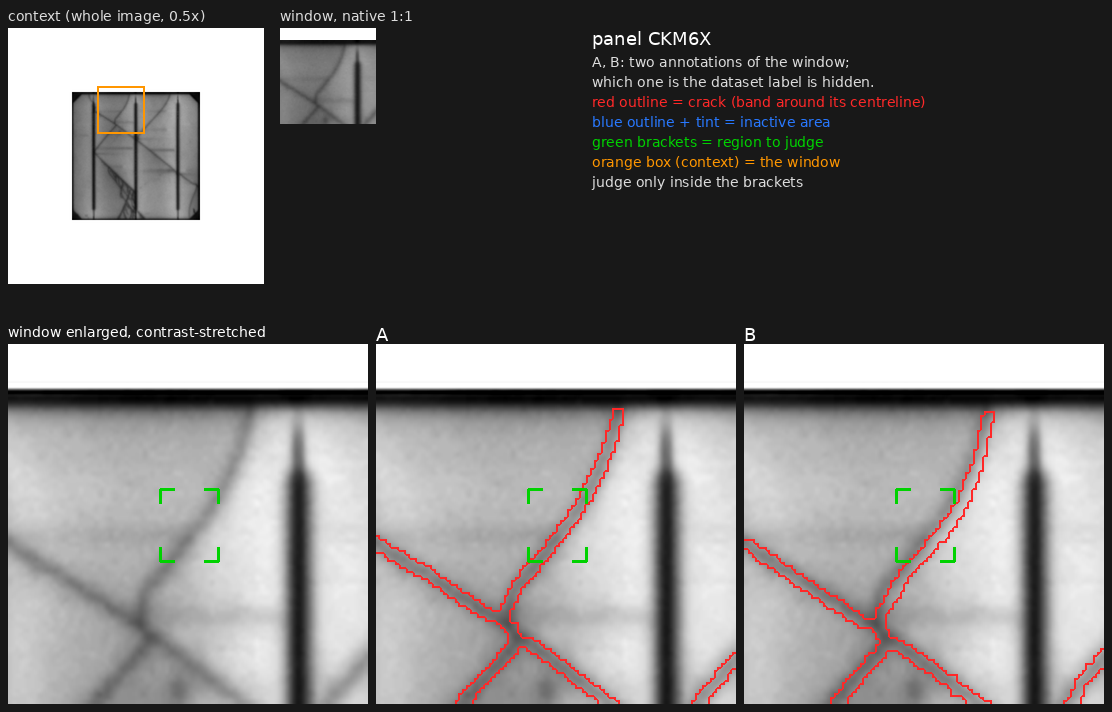 context (whole image, 0.5x)
window, native 1:1
panel CKM6X
A, B: two annotations of the window;
which one is the dataset label is hidden.
red outline = crack (band around its centreline)
blue outline + tint = inactive area
green brackets = region to judge
orange box (context) = the window
judge only inside the brackets
window enlarged, contrast-stretched
A
B